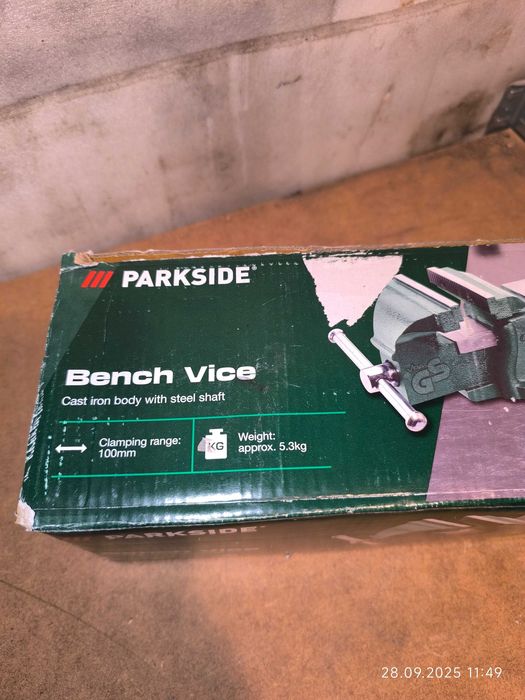 PARKSIDE®
Bench Vice
Cast iron body with steel shaft
Clamping range:
100mm
KG
Weight:
approx. 5.3kg
GS
PARKSIDE
28.09.2025 11:49